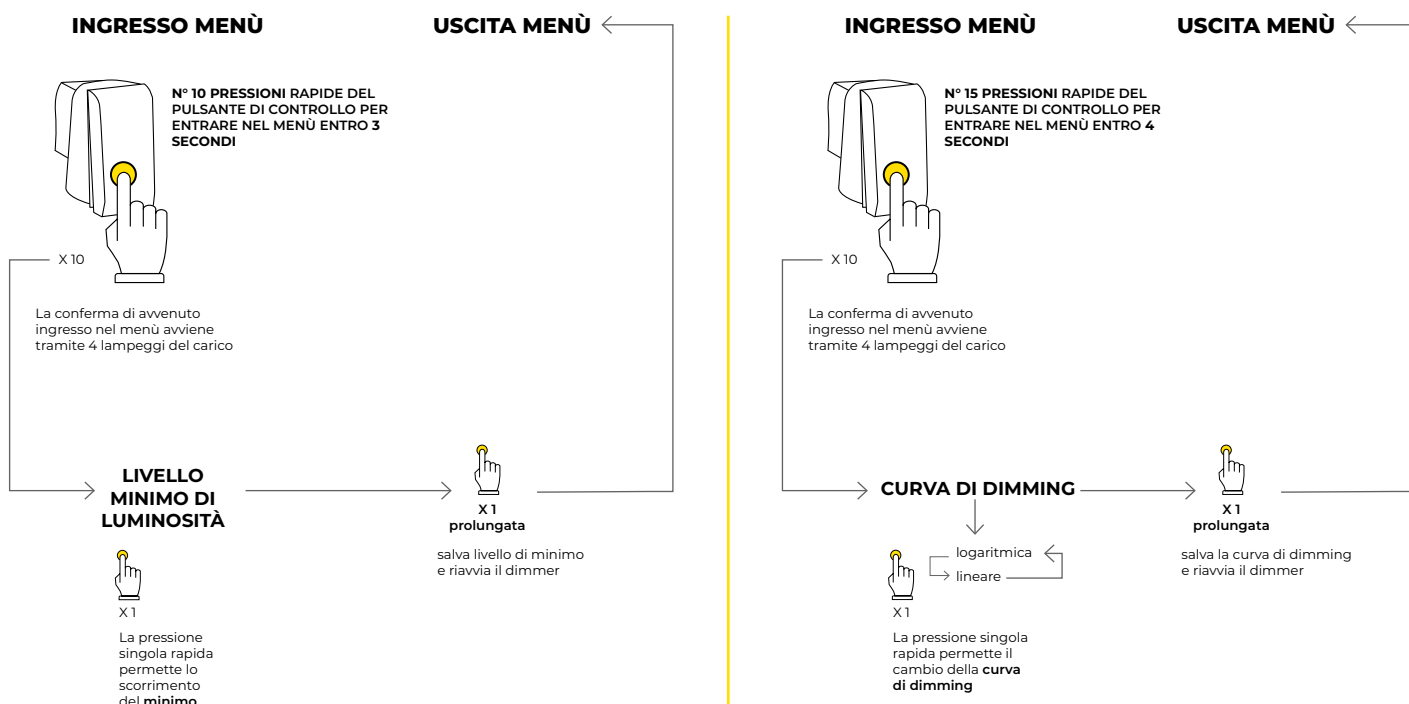 INGRESSO MENÙ
USCITA MENÙ
N° 10 PRESSIONI RAPIDE DEL
PULSANTE DI CONTROLLO PER
ENTRARE NEL MENÙ ENTRO 3
SECONDI
X 10
La conferma di avvenuto
ingresso nel menù avviene
tramite 4 lampeggi del carico
LIVELLO
MINIMO DI
LUMINOSITÀ
X 1
prolungata
salva livello di minimo
e riavvia il dimmer
X 1
La pressione
singola rapida
permette lo
scorrimento
del minimo
INGRESSO MENÙ
USCITA MENÙ
N° 15 PRESSIONI RAPIDE DEL
PULSANTE DI CONTROLLO PER
ENTRARE NEL MENÙ ENTRO 4
SECONDI
X 10
La conferma di avvenuto
ingresso nel menù avviene
tramite 4 lampeggi del carico
CURVA DI DIMMING
logaritmica
lineare
X 1
prolungata
salva la curva di dimming
e riavvia il dimmer
X 1
La pressione singola
rapida permette il
cambio della curva
di dimming